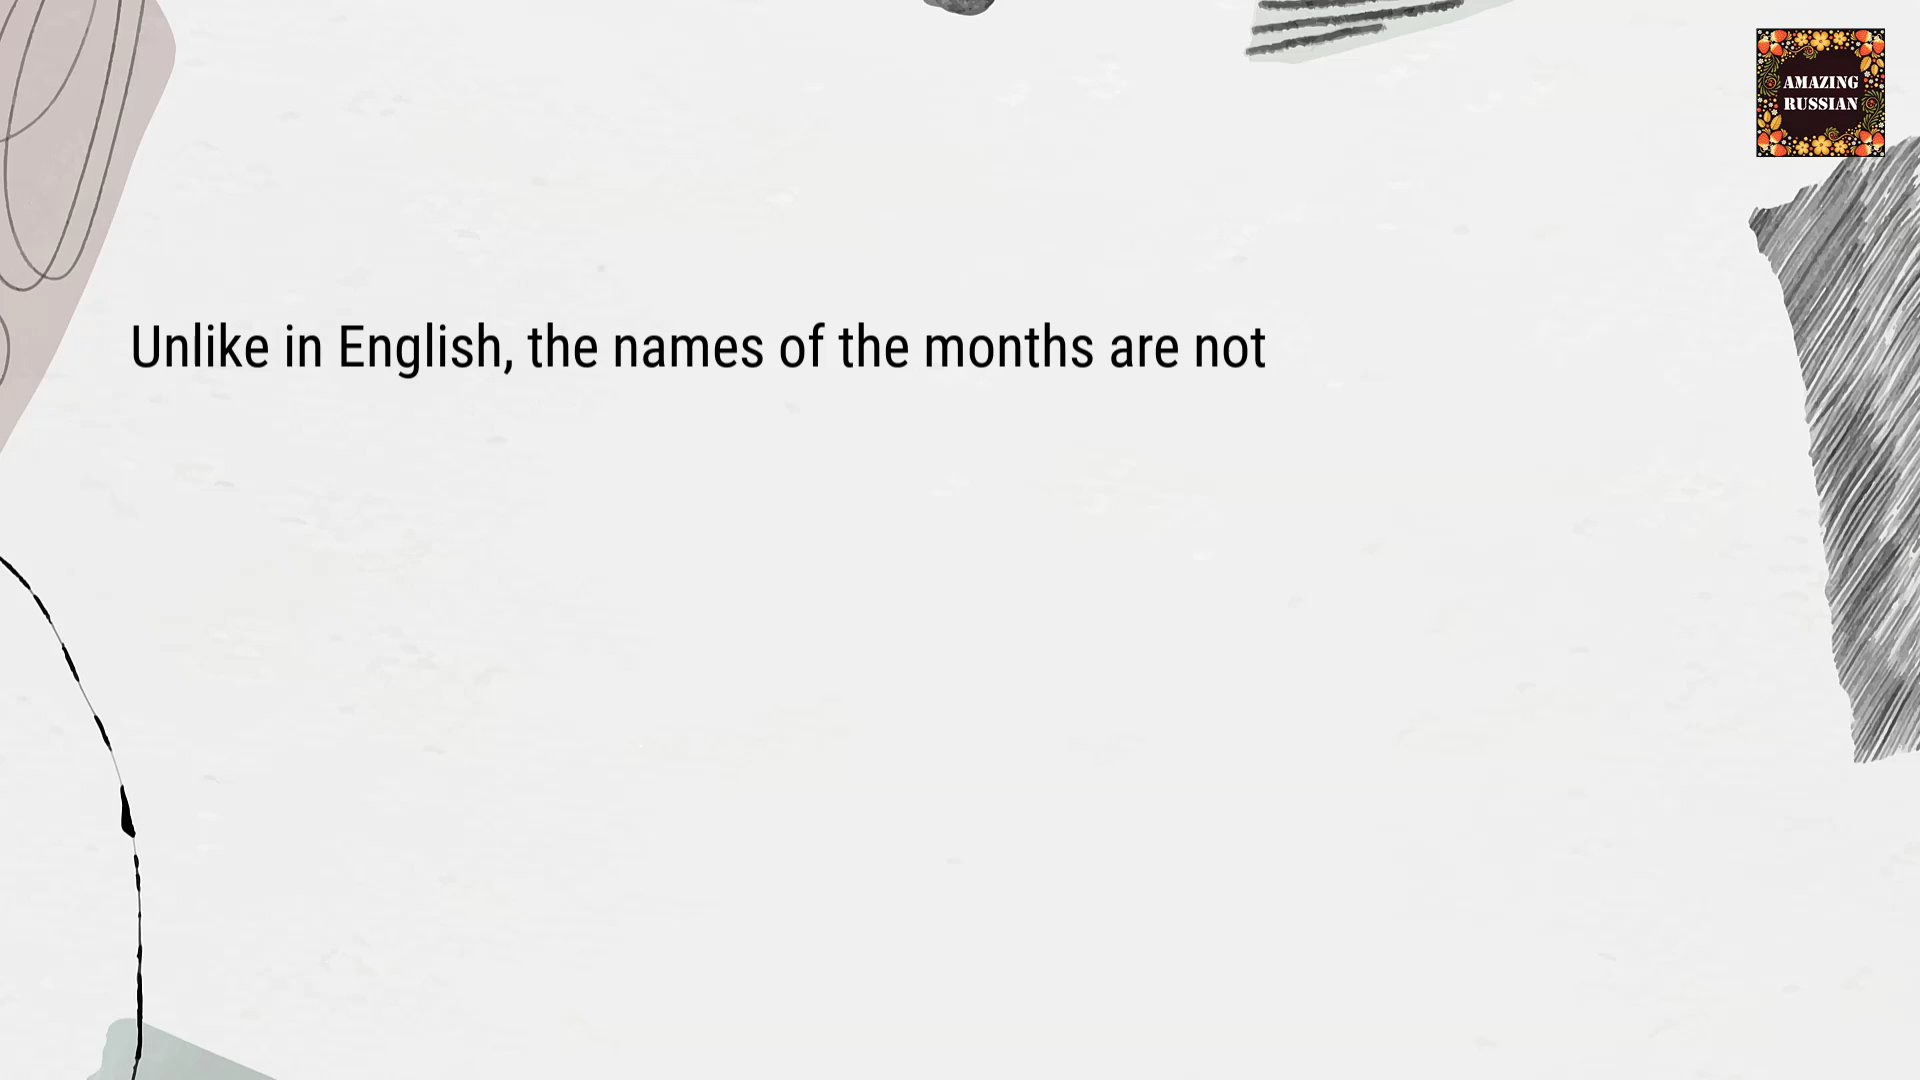 AMAZING
RUSSIAN
Unlike in English, the names of the months are not